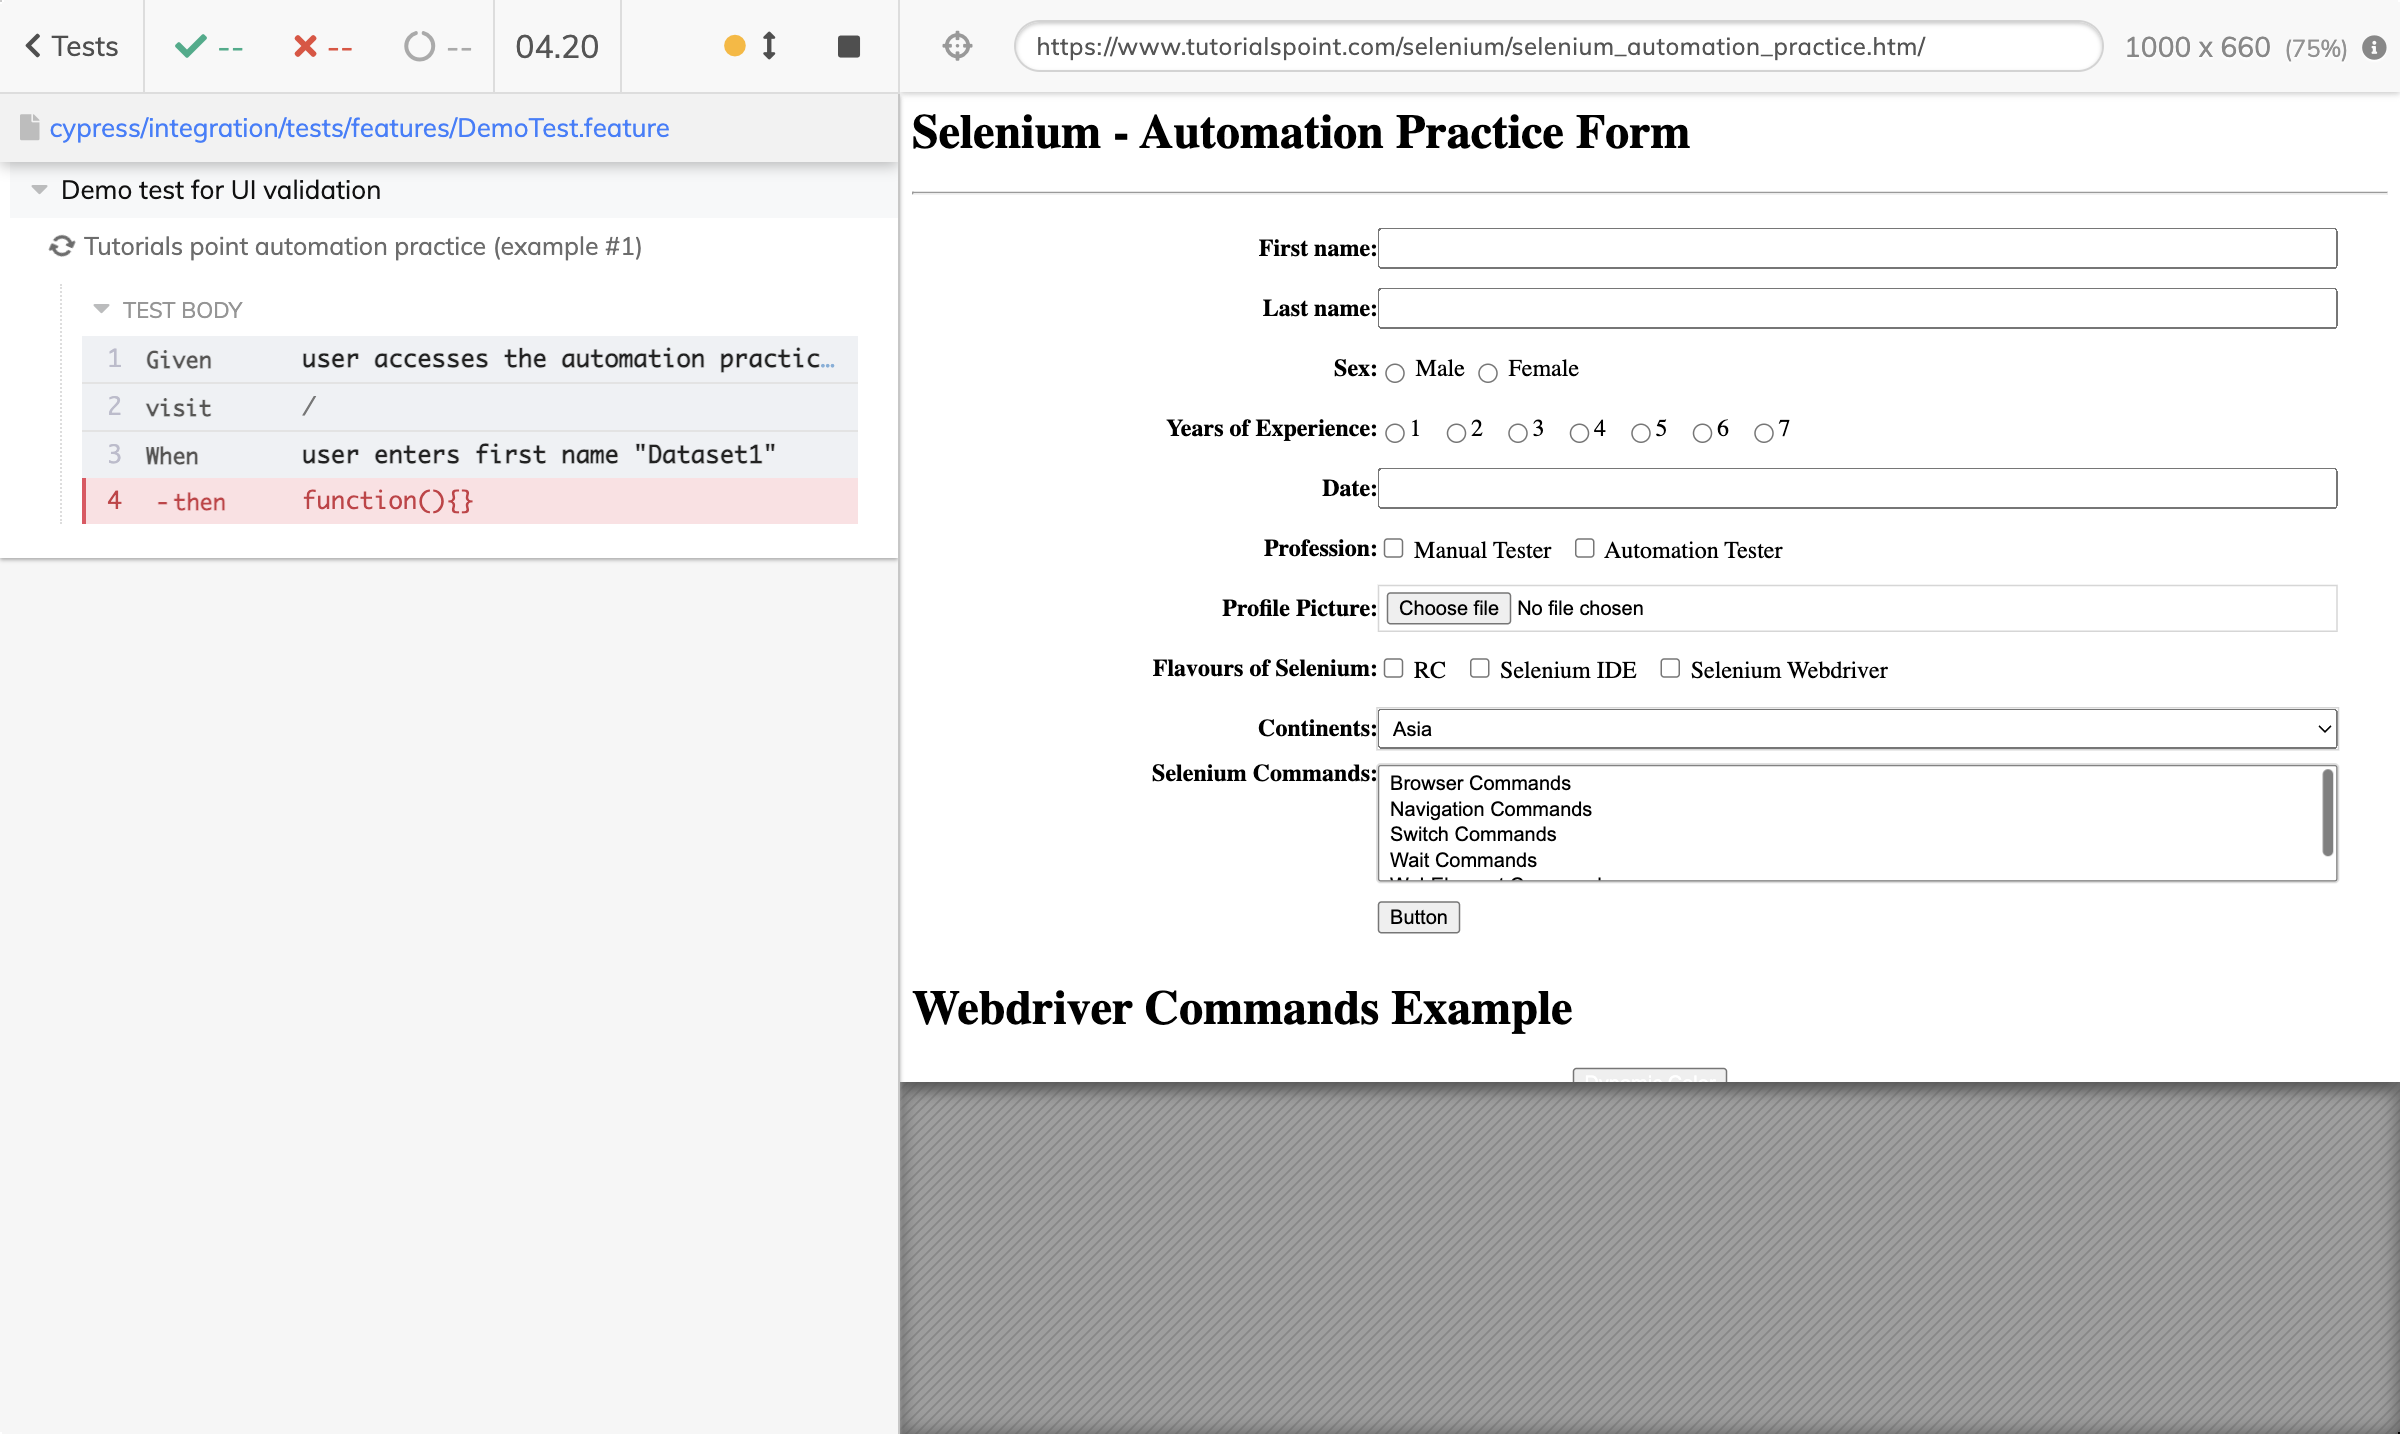 Tests -- -- -- 04.20
https://www.tutorialspoint.com/selenium/selenium_automation_practice.htm/ 1000 x 660 (75%)
cypress/integration/tests/features/DemoTest.feature
Demo test for UI validation
Tutorials point automation practice (example #1)
TEST BODY
1 Given user accesses the automation practic…
2 visit /
3 When user enters first name "Dataset1"
4 - then function(){}
Selenium - Automation Practice Form
First name:
Last name:
Sex: Male Female
Years of Experience: 1 2 3 4 5 6 7
Date:
Profession: Manual Tester Automation Tester
Profile Picture: Choose file No file chosen
Flavours of Selenium: RC Selenium IDE Selenium Webdriver
Continents: Asia
Selenium Commands: Browser Commands
Navigation Commands
Switch Commands
Wait Commands
Button
Webdriver Commands Example